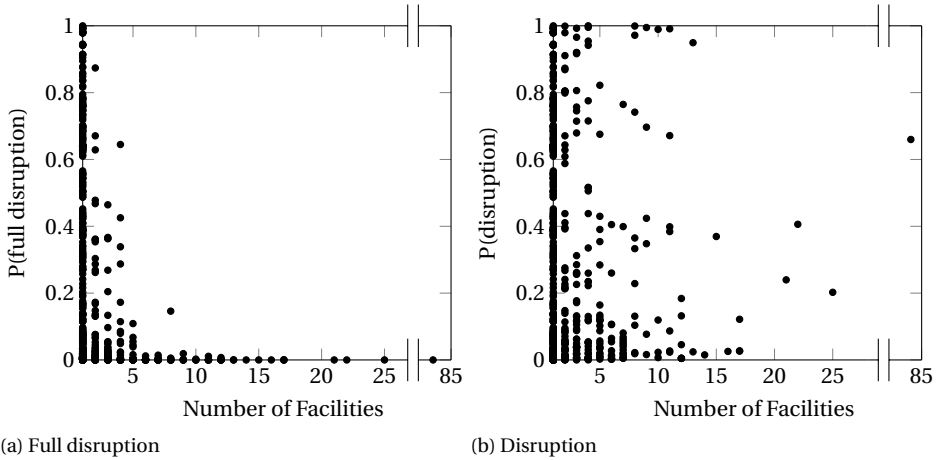 1
0.8
0.6
0.4
0.2
0
P(full disruption)
5 10 15 20 25 85
Number of Facilities
(a) Full disruption
1
0.8
0.6
0.4
0.2
0
P(disruption)
5 10 15 20 25 85
Number of Facilities
(b) Disruption